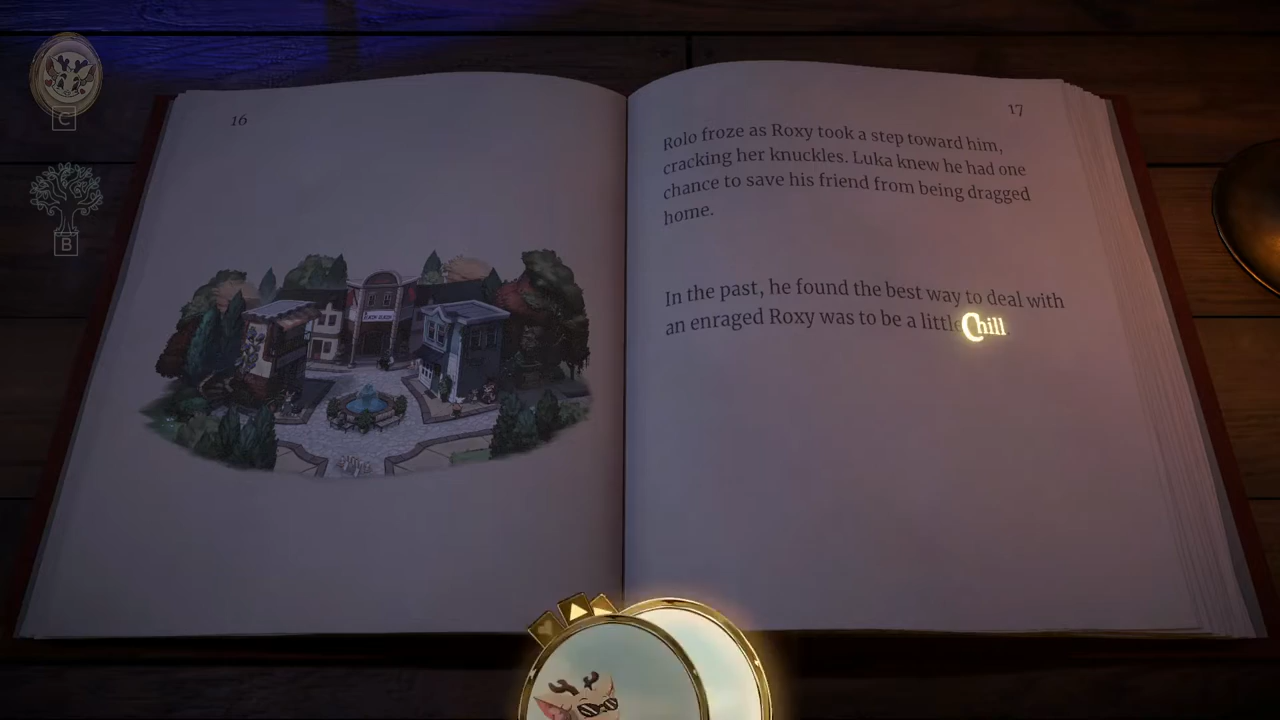 C
B
16
17
Rolo froze as Roxy took a step toward him,
cracking her knuckles. Luka knew he had one
chance to save his friend from being dragged
home.
In the past, he found the best way to deal with
an enraged Roxy was to be a little Chill.